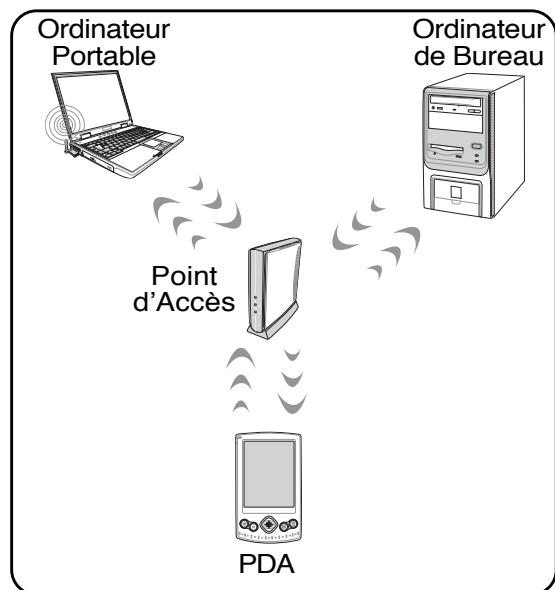 Ordinateur
Portable
Ordinateur
de Bureau
Point
d'Accès
PDA